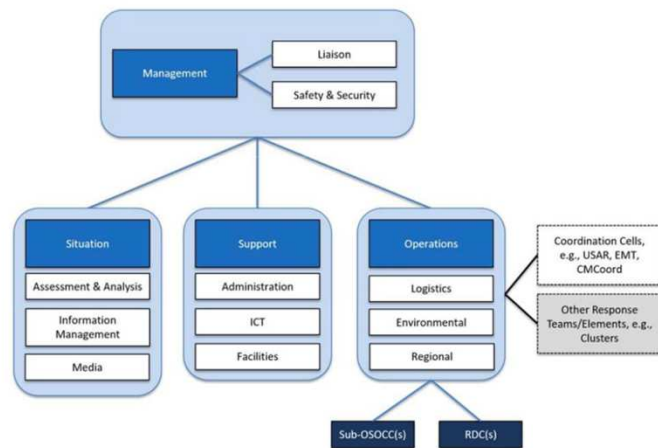 Management
Liaison
Safety & Security
Situation
Assessment & Analysis
Information
Management
Media
Support
Administration
ICT
Facilities
Operations
Logistics
Environmental
Regional
Coordination Cells,
e.g., USAR, EMT,
CMCoord
Other Response
Teams/Elements, e.g.,
Clusters
Sub-OSOCC(s)
RDC(s)